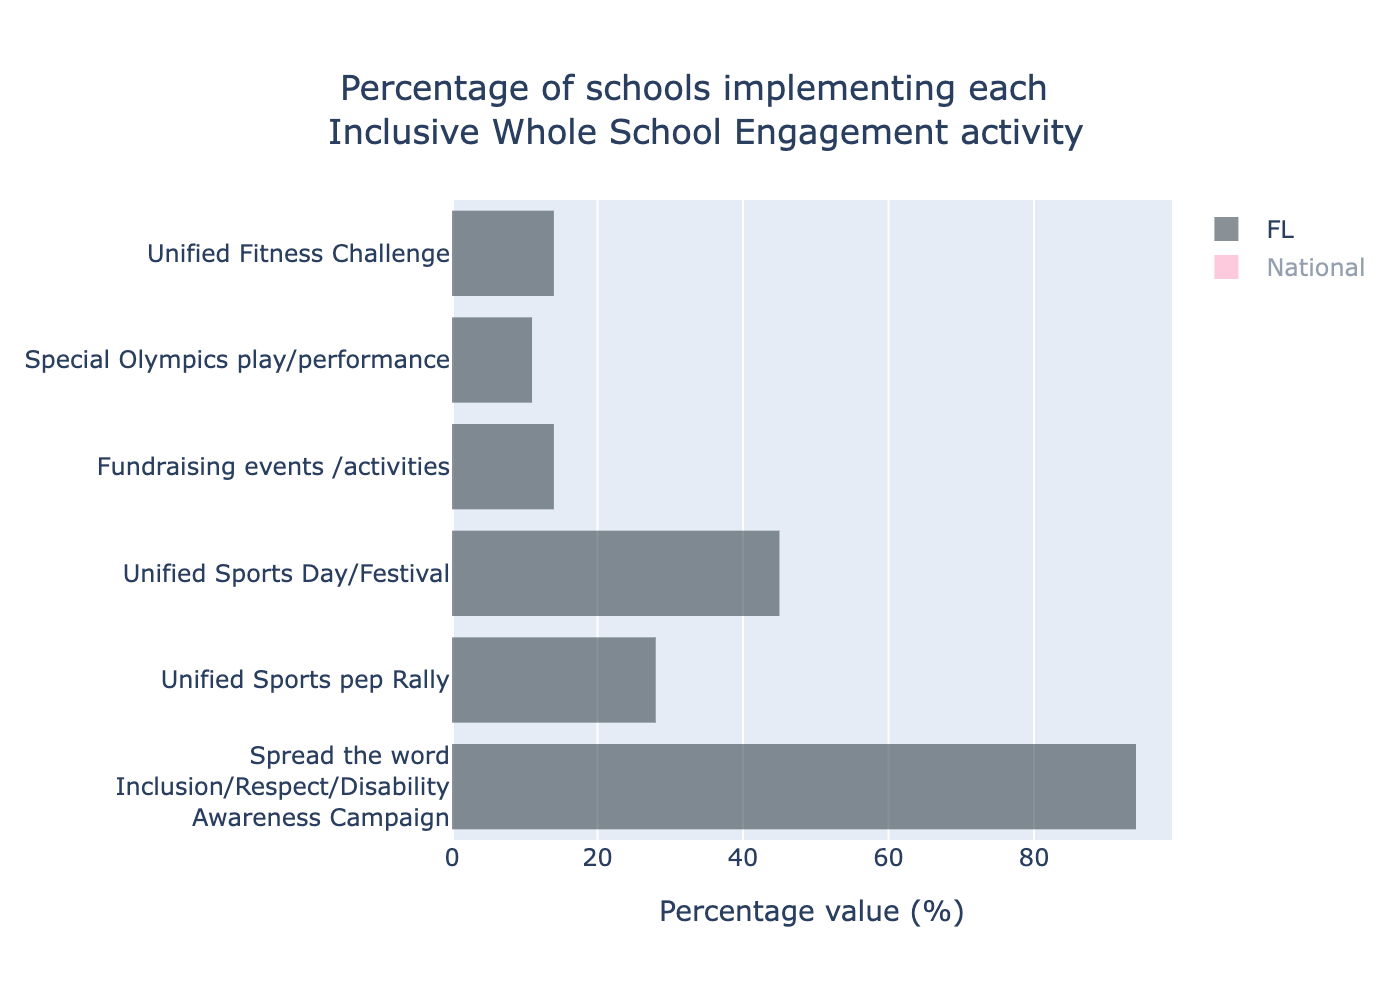 Percentage of schools implementing each
Inclusive Whole School Engagement activity
FL
National
Unified Fitness Challenge
Special Olympics play/performance
Fundraising events /activities
Unified Sports Day/Festival
Unified Sports pep Rally
Spread the word
Inclusion/Respect/Disability
Awareness Campaign
0 20 40 60 80
Percentage value (%)